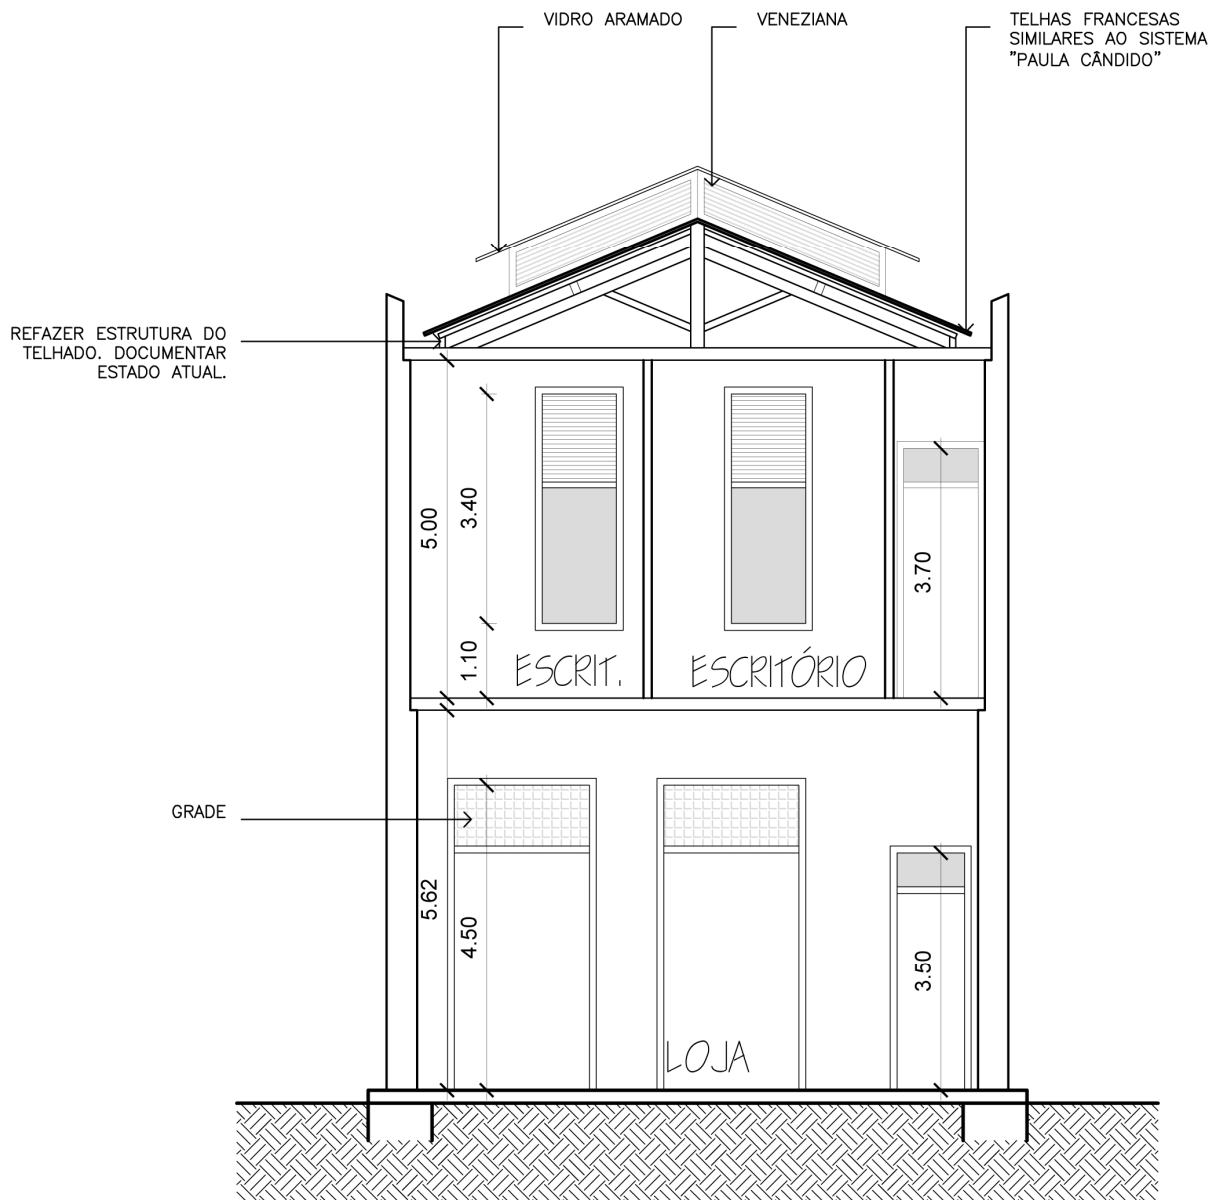 VIDRO ARAMADO
VENEZIANA
TELHAS FRANCESAS
SIMILARES AO SISTEMA
"PAULA CÂNDIDO"
REFAZER ESTRUTURA DO
TELHADO. DOCUMENTAR
ESTADO ATUAL.
5.00
3.40
3.70
1.10
ESCRIT.
ESCRITÓRIO
GRADE
5.62
4.50
3.50
LOJA